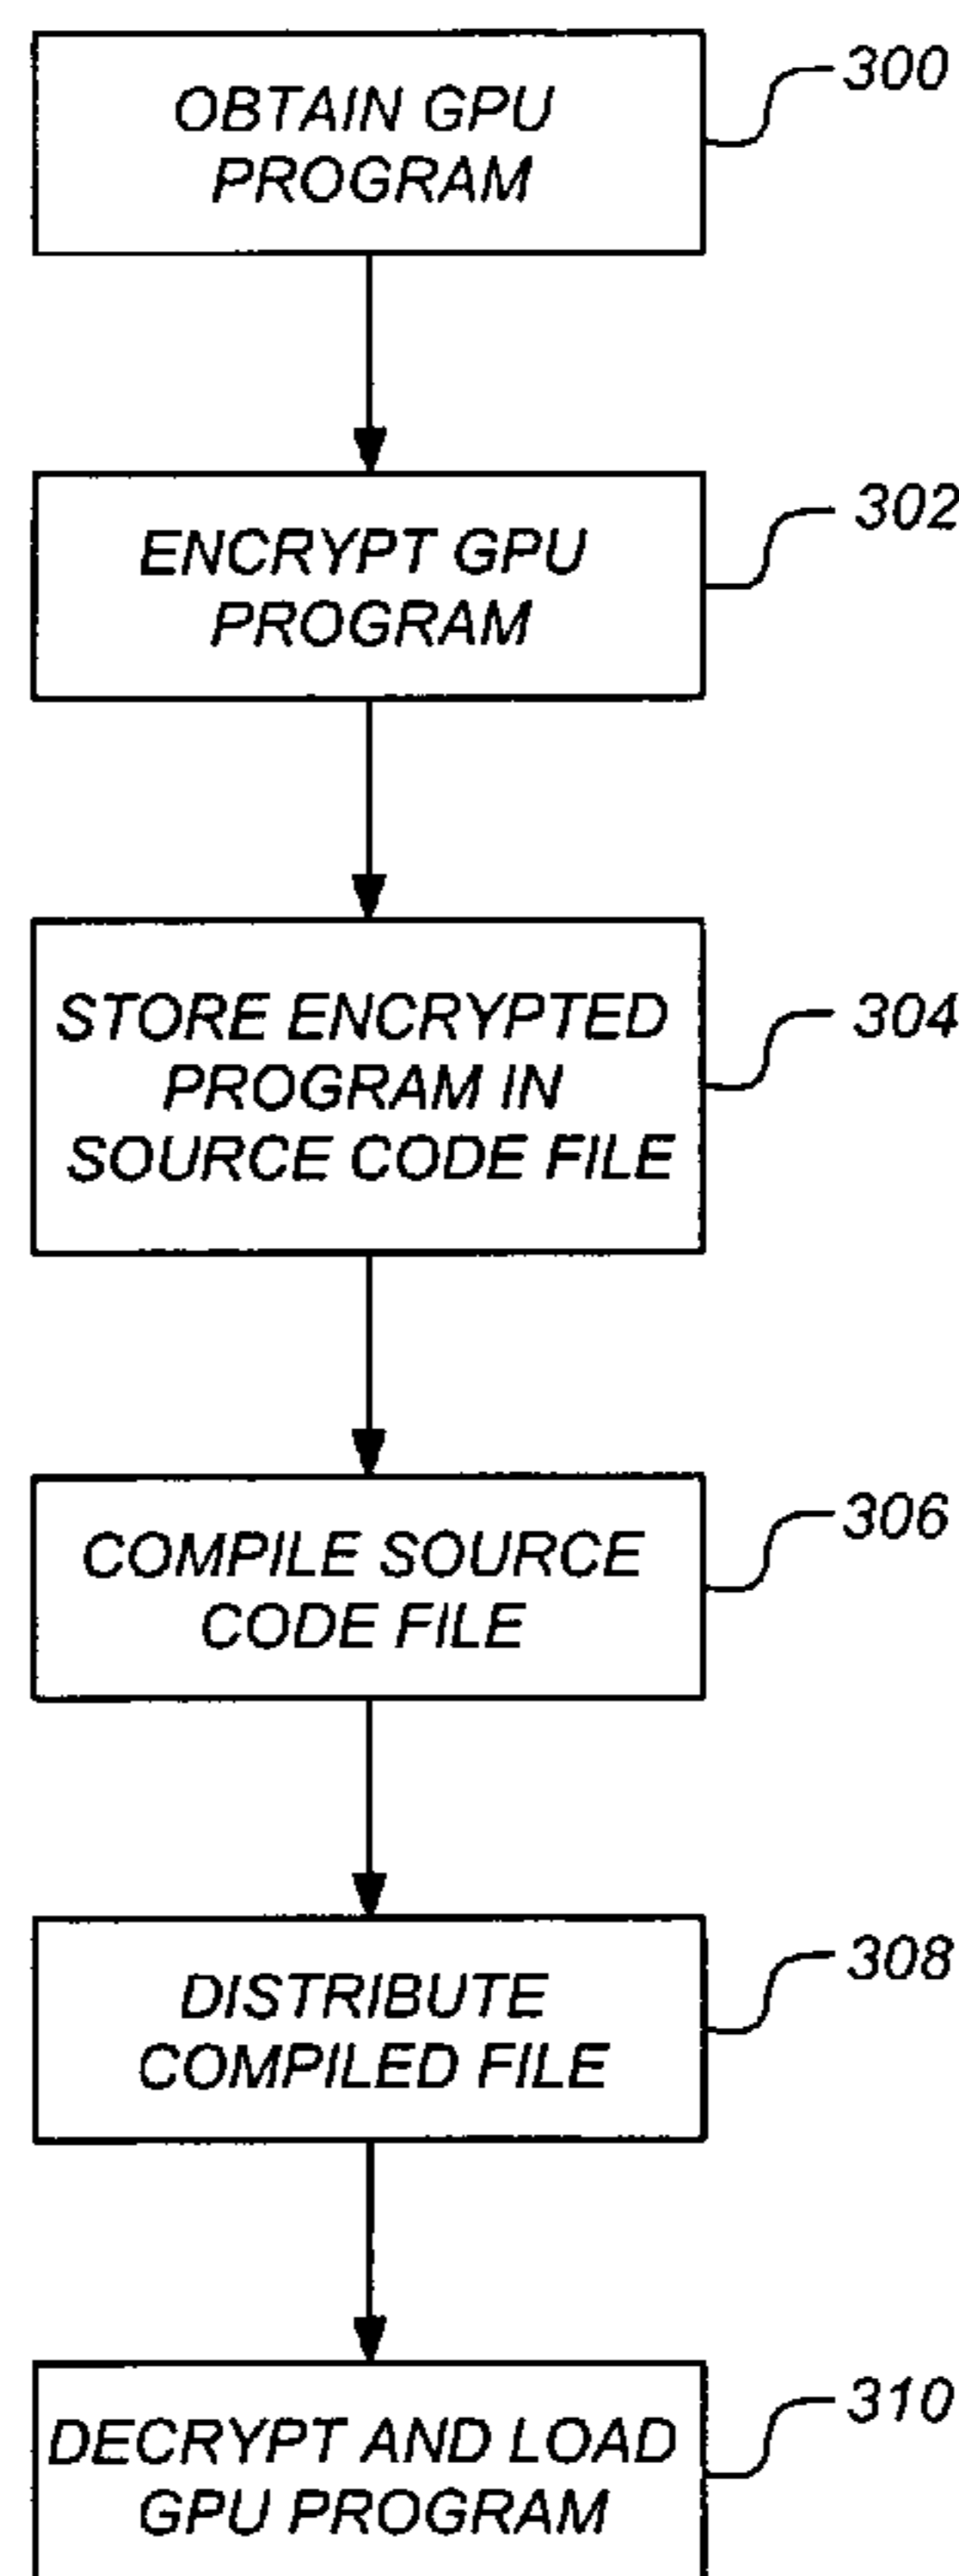 OBTAIN GPU
PROGRAM
300
ENCRYPT GPU
PROGRAM
302
STORE ENCRYPTED
PROGRAM IN
SOURCE CODE FILE
304
COMPILE SOURCE
CODE FILE
306
DISTRIBUTE
COMPILED FILE
308
DECRYPT AND LOAD
GPU PROGRAM
310